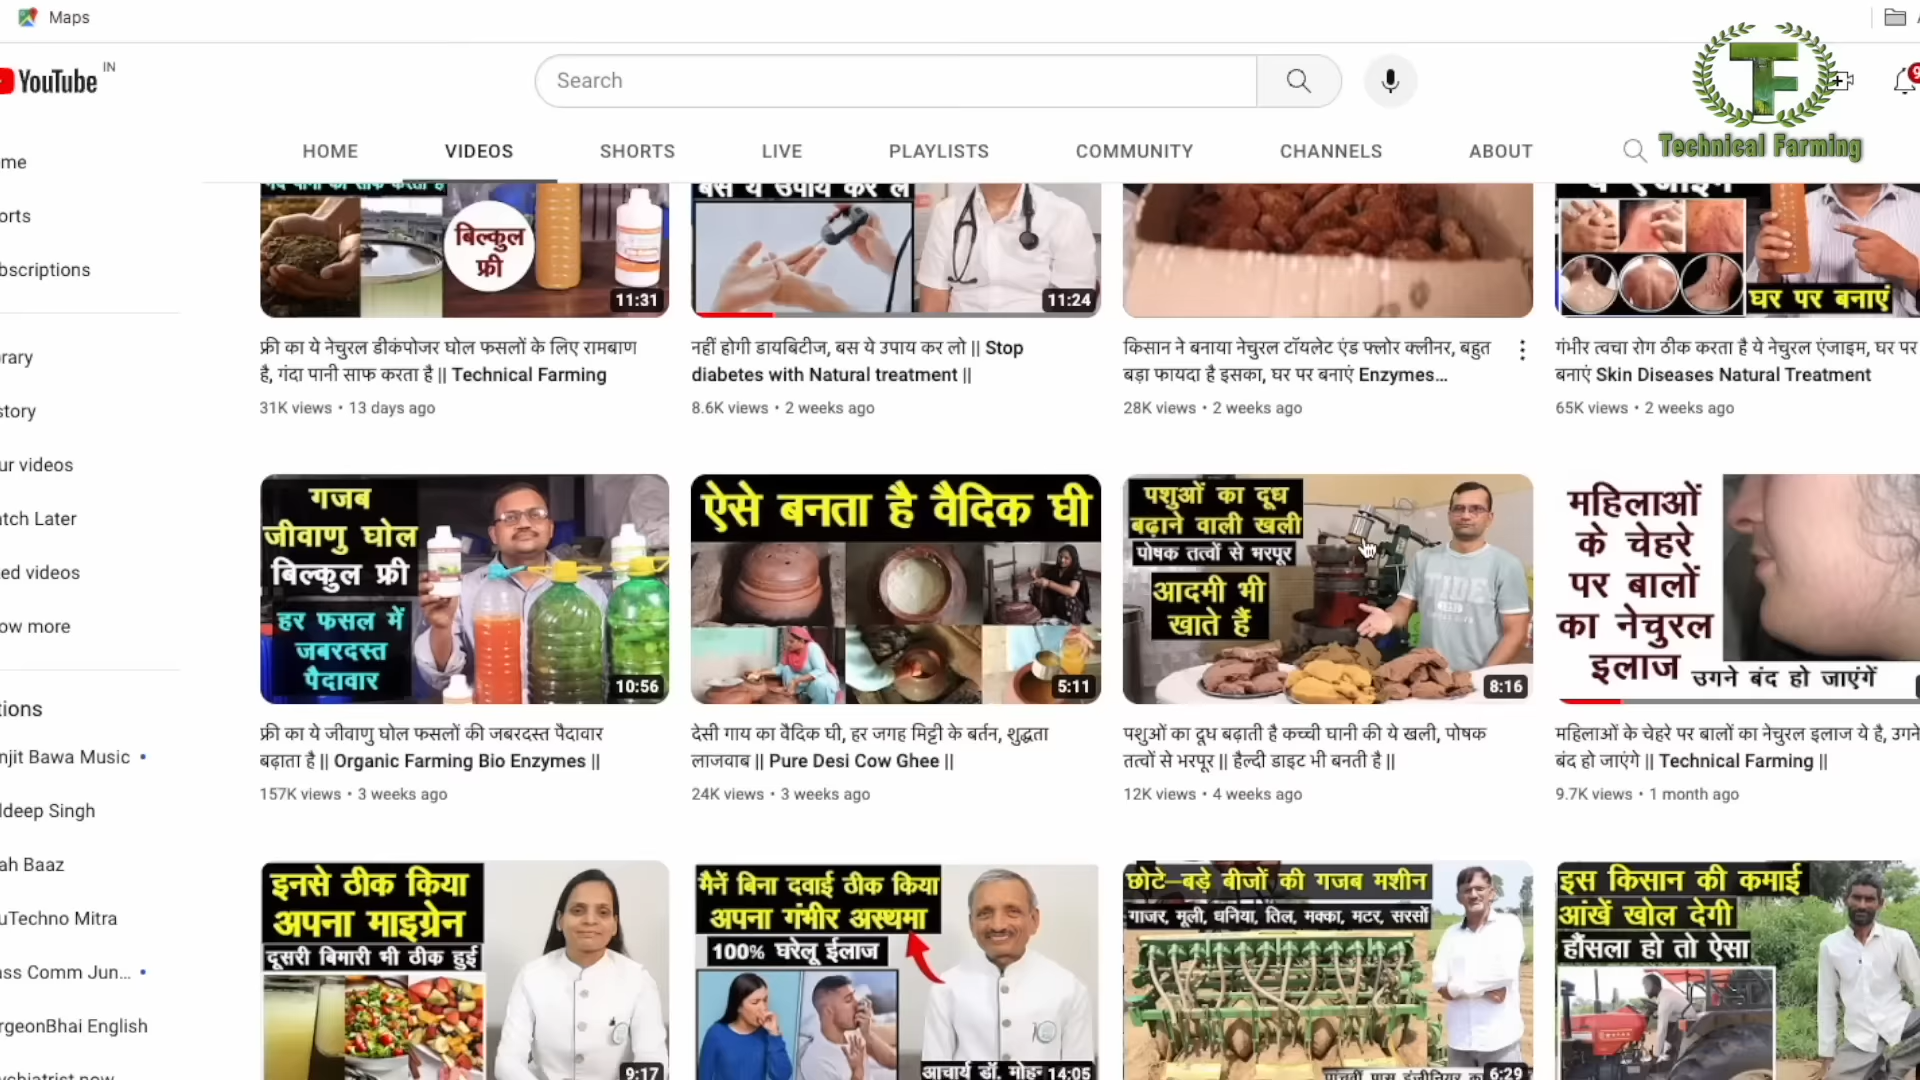 Maps
YouTube IN
Search
Technical Farming
HOME
VIDEOS
SHORTS
LIVE
PLAYLISTS
COMMUNITY
CHANNELS
ABOUT
me
orts
bscriptions
rary
story
ur videos
tch Later
ed videos
ow more
tions
njit Bawa Music
ldeep Singh
ah Baaz
uTechno Mitra
ass Comm Jun...
rgeonBhai English
बिल्कुल
फ्री
11:31
बस ये उपाय कर लो
11:24
घर पर बनाएं
फ्री का ये नेचुरल डीकंपोजर घोल फसलों के लिए रामबाण
है, गंदा पानी साफ करता है || Technical Farming
31K views • 13 days ago
नहीं होगी डायबिटीज, बस ये उपाय कर लो || Stop
diabetes with Natural treatment ||
8.6K views • 2 weeks ago
किसान ने बनाया नेचुरल टॉयलेट एंड फ्लोर क्लीनर, बहुत
बड़ा फायदा है इसका, घर पर बनाएं Enzymes...
28K views • 2 weeks ago
गंभीर त्वचा रोग ठीक करता है ये नेचुरल एंजाइम, घर पर
बनाएं Skin Diseases Natural Treatment
65K views • 2 weeks ago
गजब
जीवाणु घोल
बिल्कुल फ्री
हर फसल में
जबरदस्त
पैदावार
10:56
ऐसे बनता है वैदिक घी
5:11
पशुओं का दूध
बढ़ाने वाली खली
पोषक तत्वों से भरपूर
आदमी भी
खाते हैं
TIDE
8:16
महिलाओं
के चेहरे
पर बालों
का नेचुरल
इलाज
उगने बंद हो जाएंगें
फ्री का ये जीवाणु घोल फसलों की जबरदस्त पैदावार
बढ़ाता है || Organic Farming Bio Enzymes ||
157K views • 3 weeks ago
देसी गाय का वैदिक घी, हर जगह मिट्टी के बर्तन, शुद्धता
लाजवाब || Pure Desi Cow Ghee ||
24K views • 3 weeks ago
पशुओं का दूध बढ़ाती है कच्ची घानी की ये खली, पोषक
तत्वों से भरपूर || हैल्दी डाइट भी बनती है ||
12K views • 4 weeks ago
महिलाओं के चेहरे पर बालों का नेचुरल इलाज ये है, उगने
बंद हो जाएंगे || Technical Farming ||
9.7K views • 1 month ago
इनसे ठीक किया
अपना माइग्रेन
दूसरी बिमारी भी ठीक हुई
9:17
मैनें बिना दवाई ठीक किया
अपना गंभीर अस्थमा
100% घरेलू ईलाज
आचार्य डॉ. मोहन
14:05
छोटे–बड़े बीजों की गजब मशीन
गाजर, मूली, धनिया, तिल, मक्का, मटर, सरसों
6:29
इस किसान की कमाई
आंखें खोल देगी
हौंसला हो तो ऐसा